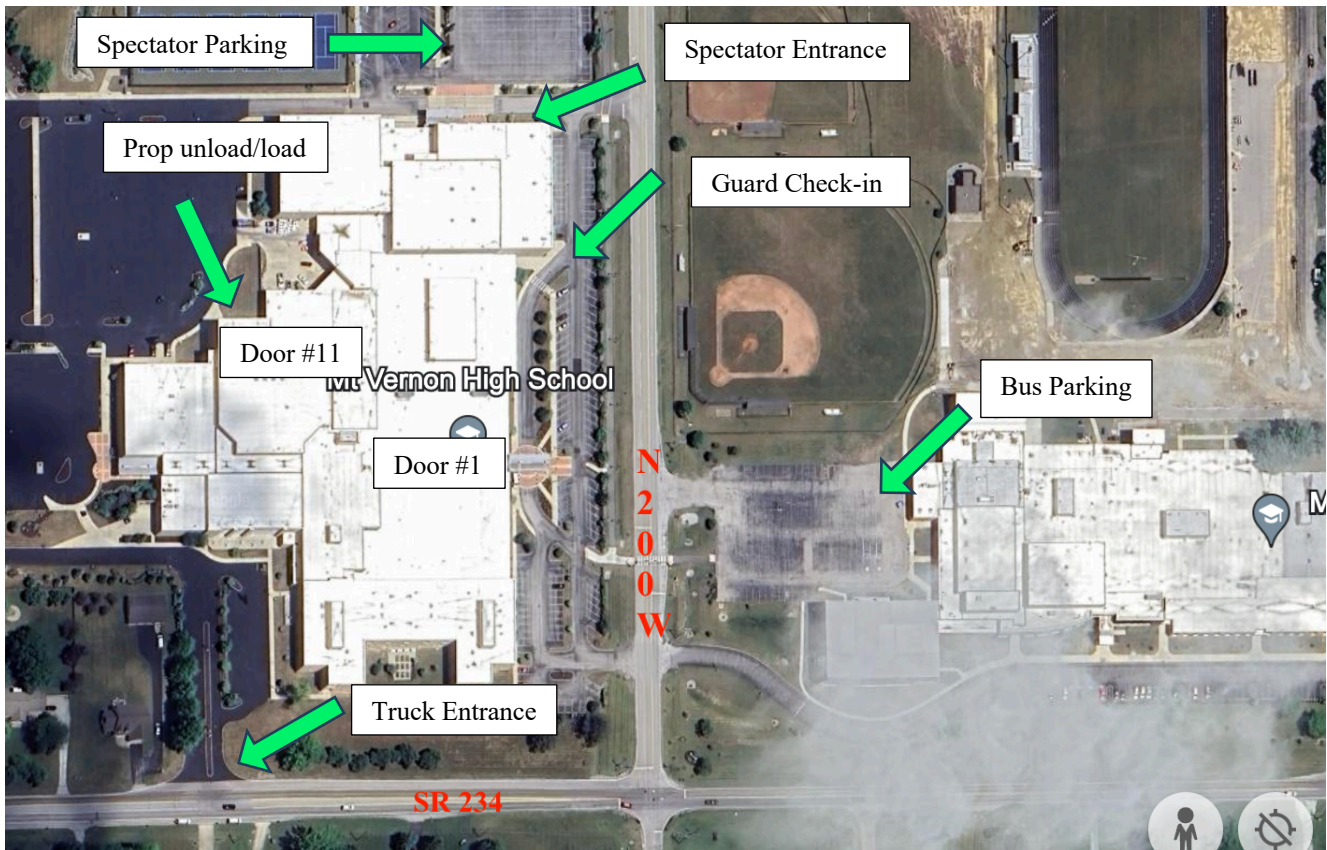 Spectator Parking
Spectator Entrance
Prop unload/load
Guard Check-in
Door #11
Mt Vernon High School
Bus Parking
Door #1
N
2
0
0
W
M
Truck Entrance
SR 234